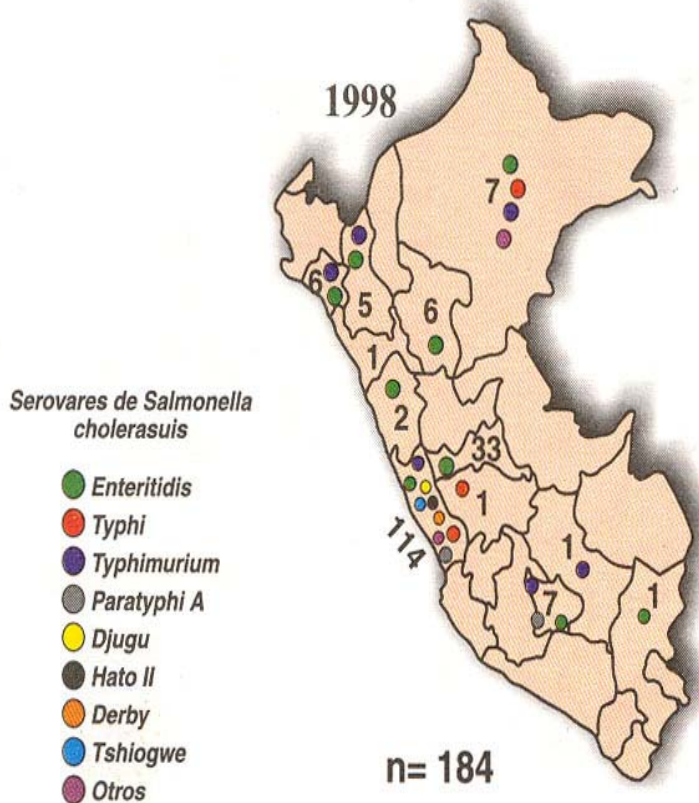 1998
7
6
5
6
1
2
33
1
114
1
7
1
Serovares de Salmonella
cholerasuis
Enteritidis
Typhi
Typhimurium
Paratyphi A
Djugu
Hato II
Derby
Tshiogwe
Otros
n= 184